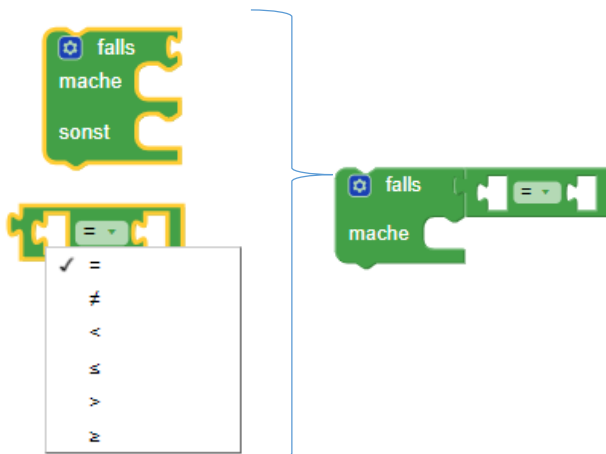 falls
mache
sonst
=
✓ =
≠
<
≤
>
≥
falls
=
mache